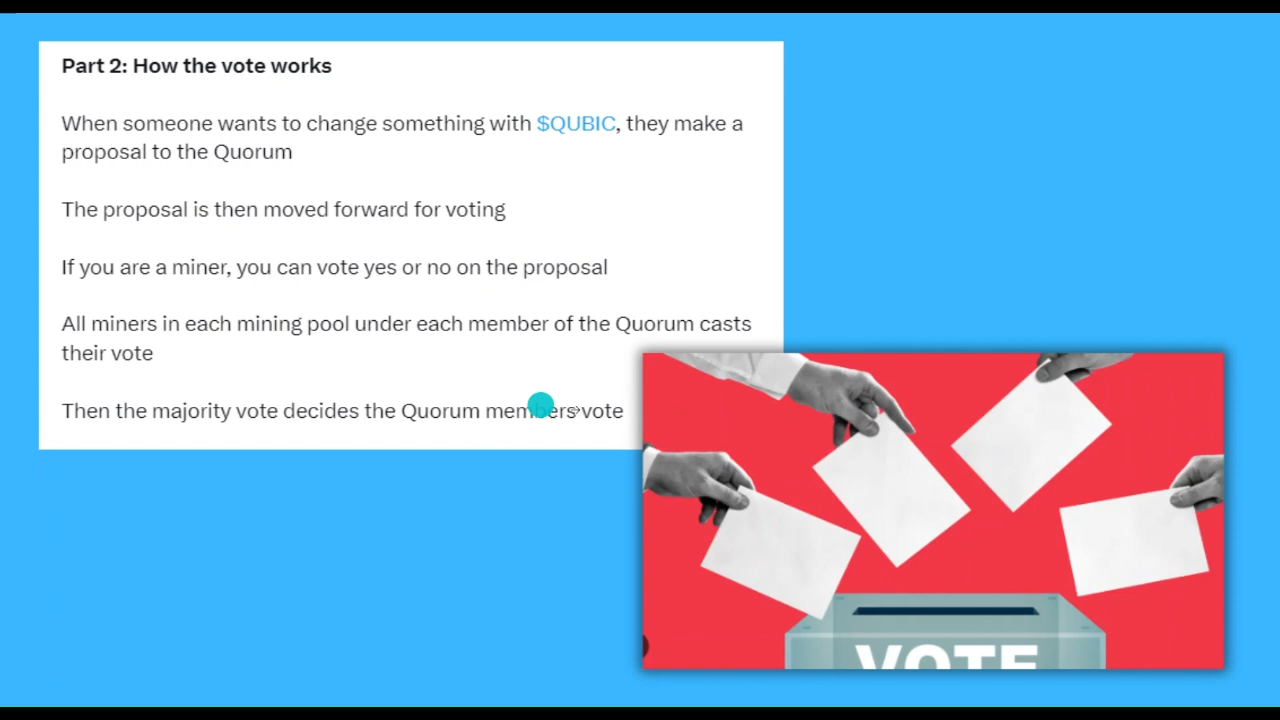 Part 2: How the vote works
When someone wants to change something with $QUBIC, they make a
proposal to the Quorum
The proposal is then moved forward for voting
If you are a miner, you can vote yes or no on the proposal
All miners in each mining pool under each member of the Quorum casts
their vote
Then the majority vote decides the Quorum members vote
VOTE